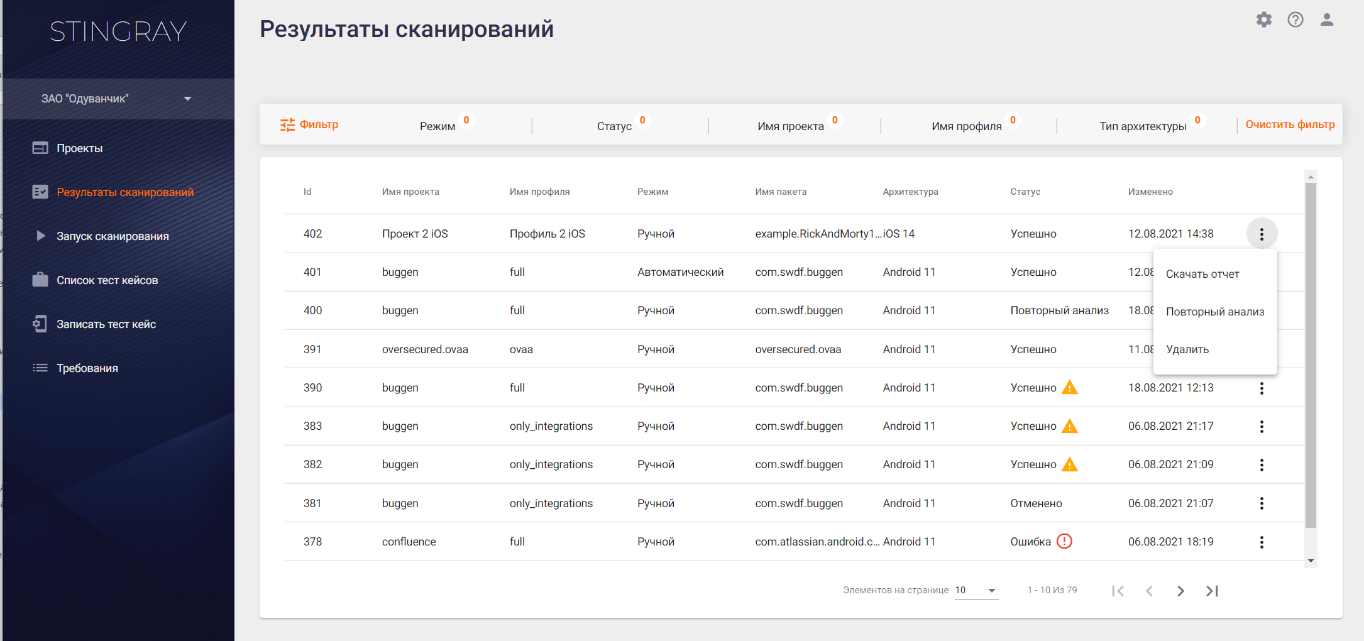 STINGRAY
Результаты сканирований
ЗАО "Одуванчик"
Проекты
Результаты сканирований
Запуск сканирования
Список тест кейсов
Записать тест кейс
Требования
Фильтр Режим 0 Статус 0 Имя проекта 0 Имя профиля 0 Тип архитектуры 0 Очистить фильтр
Id Имя проекта Имя профиля Режим Имя пакета Архитектура Статус Изменено
402 Проект 2 iOS Профиль 2 iOS Ручной example.RickAndMorty1... iOS 14 Успешно 12.08.2021 14:38
401 buggen full Автоматический com.swdf.buggen Android 11 Успешно 12.08
400 buggen full Ручной com.swdf.buggen Android 11 Повторный анализ 18.08
391 oversecured.ovaa ovaa Ручной oversecured.ovaa Android 11 Успешно 11.08
390 buggen full Ручной com.swdf.buggen Android 11 Успешно 18.08.2021 12:13
383 buggen only_integrations Ручной com.swdf.buggen Android 11 Успешно 06.08.2021 21:17
382 buggen only_integrations Ручной com.swdf.buggen Android 11 Успешно 06.08.2021 21:09
381 buggen only_integrations Ручной com.swdf.buggen Android 11 Отменено 06.08.2021 21:07
378 confluence full Ручной com.atlassian.android.c... Android 11 Ошибка 06.08.2021 18:19
Скачать отчет
Повторный анализ
Удалить
Элементов на странице 10 1 - 10 Из 79